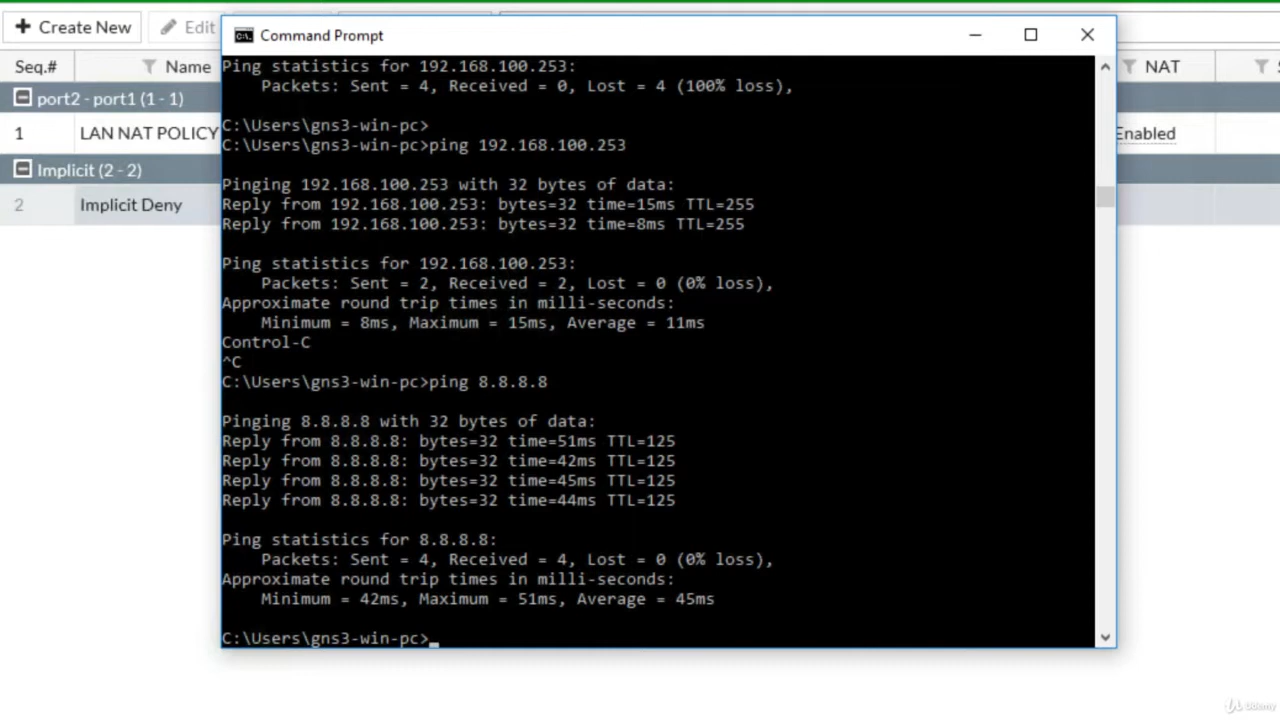 Create New
Edit
Seq.#
Name
NAT
port2 - port1 (1 - 1)
1
LAN NAT POLICY
Enabled
Implicit (2 - 2)
2
Implicit Deny
Command Prompt
Ping statistics for 192.168.100.253:
Packets: Sent = 4, Received = 0, Lost = 4 (100% loss),
C:\Users\gns3-win-pc>
C:\Users\gns3-win-pc>ping 192.168.100.253
Pinging 192.168.100.253 with 32 bytes of data:
Reply from 192.168.100.253: bytes=32 time=15ms TTL=255
Reply from 192.168.100.253: bytes=32 time=8ms TTL=255
Ping statistics for 192.168.100.253:
Packets: Sent = 2, Received = 2, Lost = 0 (0% loss),
Approximate round trip times in milli-seconds:
Minimum = 8ms, Maximum = 15ms, Average = 11ms
Control-C
^C
C:\Users\gns3-win-pc>ping 8.8.8.8
Pinging 8.8.8.8 with 32 bytes of data:
Reply from 8.8.8.8: bytes=32 time=51ms TTL=125
Reply from 8.8.8.8: bytes=32 time=42ms TTL=125
Reply from 8.8.8.8: bytes=32 time=45ms TTL=125
Reply from 8.8.8.8: bytes=32 time=44ms TTL=125
Ping statistics for 8.8.8.8:
Packets: Sent = 4, Received = 4, Lost = 0 (0% loss),
Approximate round trip times in milli-seconds:
Minimum = 42ms, Maximum = 51ms, Average = 45ms
C:\Users\gns3-win-pc>
Udemy